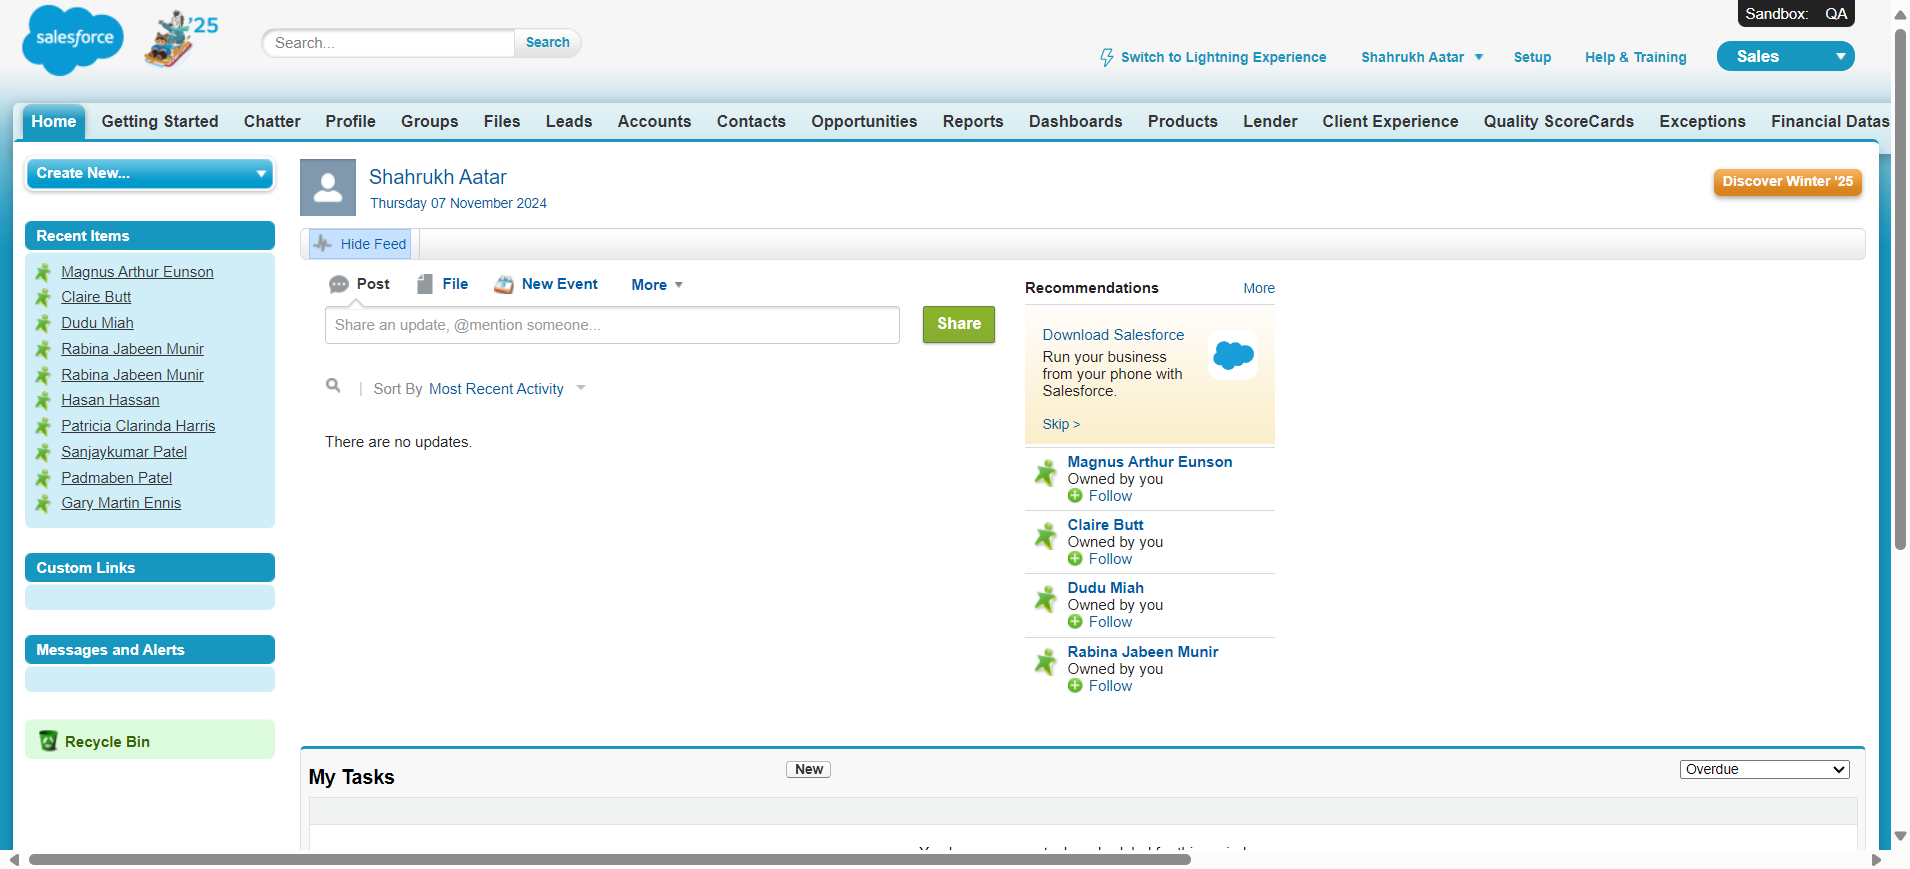 Sandbox: QA
salesforce
'25
Search...
Search
Switch to Lightning Experience
Shahrukh Aatar
Setup
Help & Training
Sales
Home
Getting Started
Chatter
Profile
Groups
Files
Leads
Accounts
Contacts
Opportunities
Reports
Dashboards
Products
Lender
Client Experience
Quality ScoreCards
Exceptions
Financial Datas
Create New...
Shahrukh Aatar
Thursday 07 November 2024
Discover Winter '25
Hide Feed
Recent Items
Magnus Arthur Eunson
Claire Butt
Dudu Miah
Rabina Jabeen Munir
Rabina Jabeen Munir
Hasan Hassan
Patricia Clarinda Harris
Sanjaykumar Patel
Padmaben Patel
Gary Martin Ennis
Custom Links
Messages and Alerts
Recycle Bin
Post
File
New Event
More
Share an update, @mention someone...
Share
Sort By Most Recent Activity
There are no updates.
Recommendations
More
Download Salesforce
Run your business
from your phone with
Salesforce.
Skip >
Magnus Arthur Eunson
Owned by you
Follow
Claire Butt
Owned by you
Follow
Dudu Miah
Owned by you
Follow
Rabina Jabeen Munir
Owned by you
Follow
My Tasks
New
Overdue